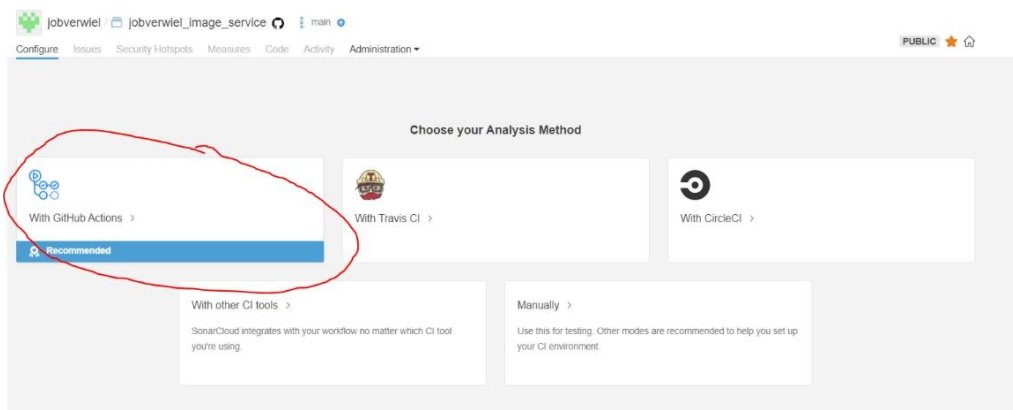 jobverwiel / jobverwiel_image_service main
Configure Issues Security Hotspots Measures Code Activity Administration
PUBLIC
Choose your Analysis Method
With GitHub Actions >
Recommended
With Travis CI >
With CircleCI >
With other CI tools >
SonarCloud integrates with your workflow no matter which CI tool
you're using.
Manually >
Use this for testing. Other modes are recommended to help you set up
your CI environment.